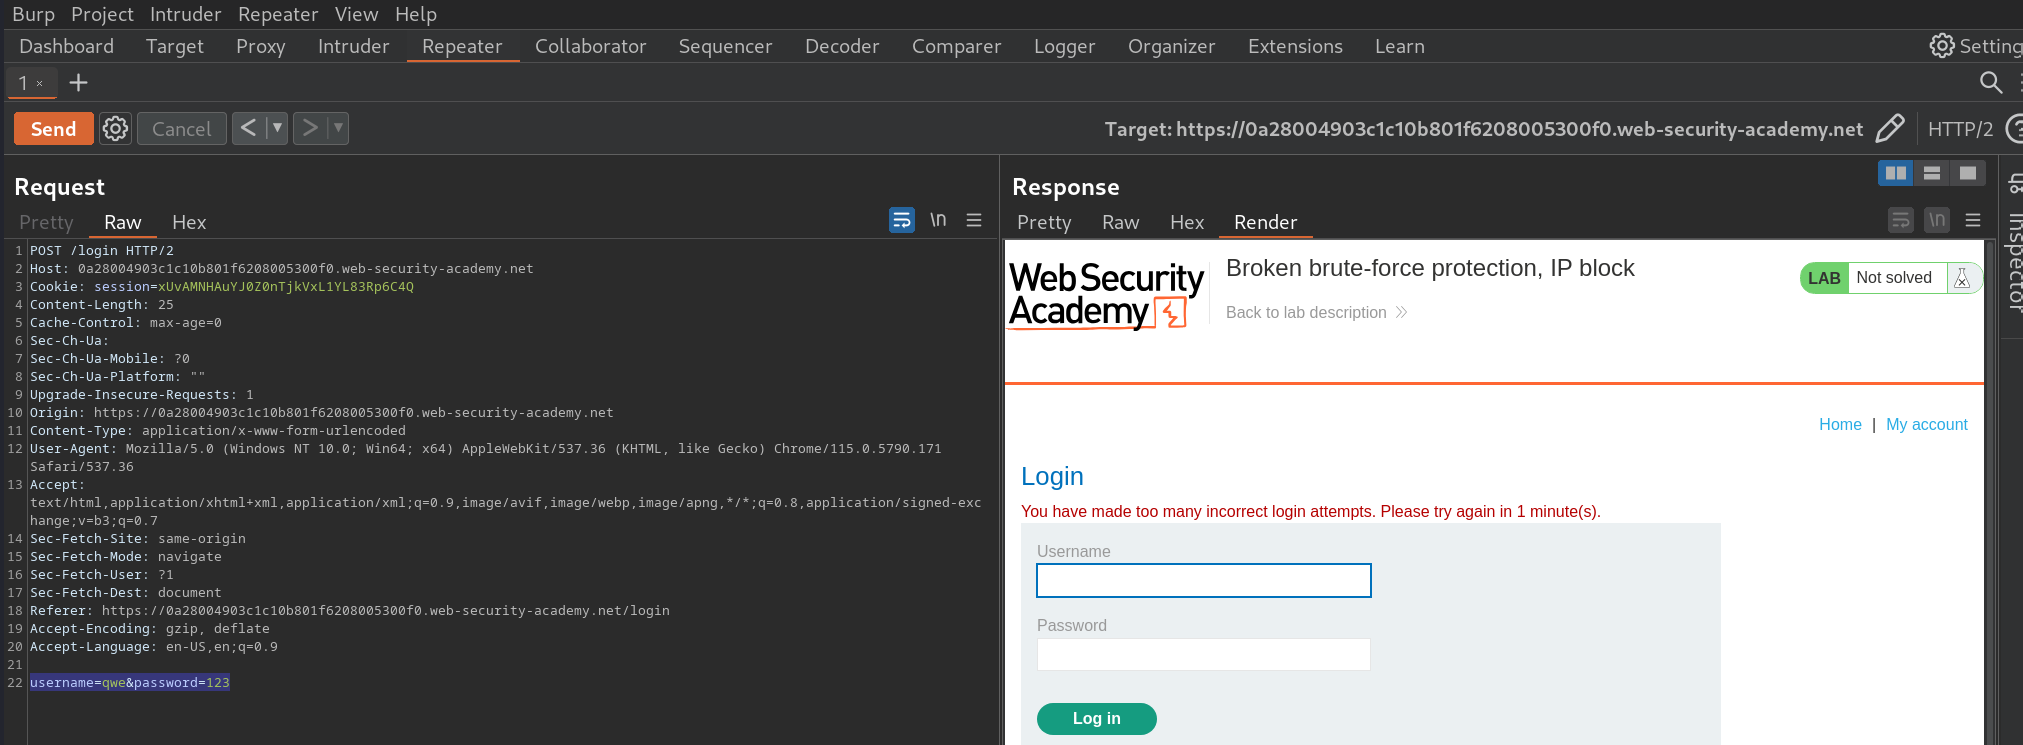 Burp Project Intruder Repeater View Help
Dashboard Target Proxy Intruder Repeater Collaborator Sequencer Decoder Comparer Logger Organizer Extensions Learn Setting
1 × +
Send Cancel < > Target: https://0a28004903c1c10b801f6208005300f0.web-security-academy.net HTTP/2
Request
Pretty Raw Hex \n
1 POST /login HTTP/2
2 Host: 0a28004903c1c10b801f6208005300f0.web-security-academy.net
3 Cookie: session=xUvAMNHAuYJ0Z0nTjkVxL1YL83Rp6C4Q
4 Content-Length: 25
5 Cache-Control: max-age=0
6 Sec-Ch-Ua:
7 Sec-Ch-Ua-Mobile: ?0
8 Sec-Ch-Ua-Platform: ""
9 Upgrade-Insecure-Requests: 1
10 Origin: https://0a28004903c1c10b801f6208005300f0.web-security-academy.net
11 Content-Type: application/x-www-form-urlencoded
12 User-Agent: Mozilla/5.0 (Windows NT 10.0; Win64; x64) AppleWebKit/537.36 (KHTML, like Gecko) Chrome/115.0.5790.171
Safari/537.36
13 Accept:
text/html,application/xhtml+xml,application/xml;q=0.9,image/avif,image/webp,image/apng,*/*;q=0.8,application/signed-exc
hange;v=b3;q=0.7
14 Sec-Fetch-Site: same-origin
15 Sec-Fetch-Mode: navigate
16 Sec-Fetch-User: ?1
17 Sec-Fetch-Dest: document
18 Referer: https://0a28004903c1c10b801f6208005300f0.web-security-academy.net/login
19 Accept-Encoding: gzip, deflate
20 Accept-Language: en-US,en;q=0.9
21
22 username=qwe&password=123
Response
Pretty Raw Hex Render \n
Web Security
Academy
Broken brute-force protection, IP block
Back to lab description
LAB Not solved
Home | My account
Login
You have made too many incorrect login attempts. Please try again in 1 minute(s).
Username
Password
Log in
Inspector